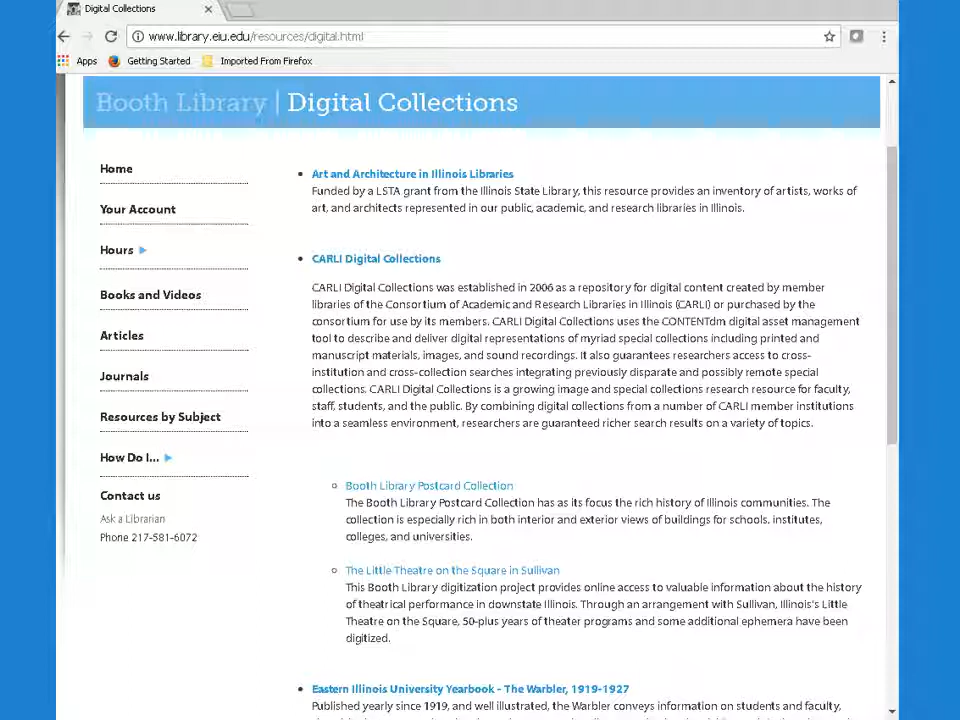 Digital Collections
www.library.eiu.edu/resources/digital.html
Apps Getting Started Imported From Firefox
Booth Library | Digital Collections
Home
Your Account
Hours
Books and Videos
Articles
Journals
Resources by Subject
How Do I...
Contact us
Ask a Librarian
Phone 217-581-6072
Art and Architecture in Illinois Libraries
Funded by a LSTA grant from the Illinois State Library, this resource provides an inventory of artists, works of
art, and architects represented in our public, academic, and research libraries in Illinois.
CARLI Digital Collections
CARLI Digital Collections was established in 2006 as a repository for digital content created by member
libraries of the Consortium of Academic and Research Libraries in Illinois (CARLI) or purchased by the
consortium for use by its members. CARLI Digital Collections uses the CONTENTdm digital asset management
tool to describe and deliver digital representations of myriad special collections including printed and
manuscript materials, images, and sound recordings. It also guarantees researchers access to cross-
institution and cross-collection searches integrating previously disparate and possibly remote special
collections. CARLI Digital Collections is a growing image and special collections research resource for faculty,
staff, students, and the public. By combining digital collections from a number of CARLI member institutions
into a seamless environment, researchers are guaranteed richer search results on a variety of topics.
Booth Library Postcard Collection
The Booth Library Postcard Collection has as its focus the rich history of Illinois communities. The
collection is especially rich in both interior and exterior views of buildings for schools, institutes,
colleges, and universities.
The Little Theatre on the Square in Sullivan
This Booth Library digitization project provides online access to valuable information about the history
of theatrical performance in downstate Illinois. Through an arrangement with Sullivan, Illinois's Little
Theatre on the Square, 50-plus years of theater programs and some additional ephemera have been
digitized.
Eastern Illinois University Yearbook - The Warbler, 1919-1927
Published yearly since 1919, and well illustrated, the Warbler conveys information on students and faculty,